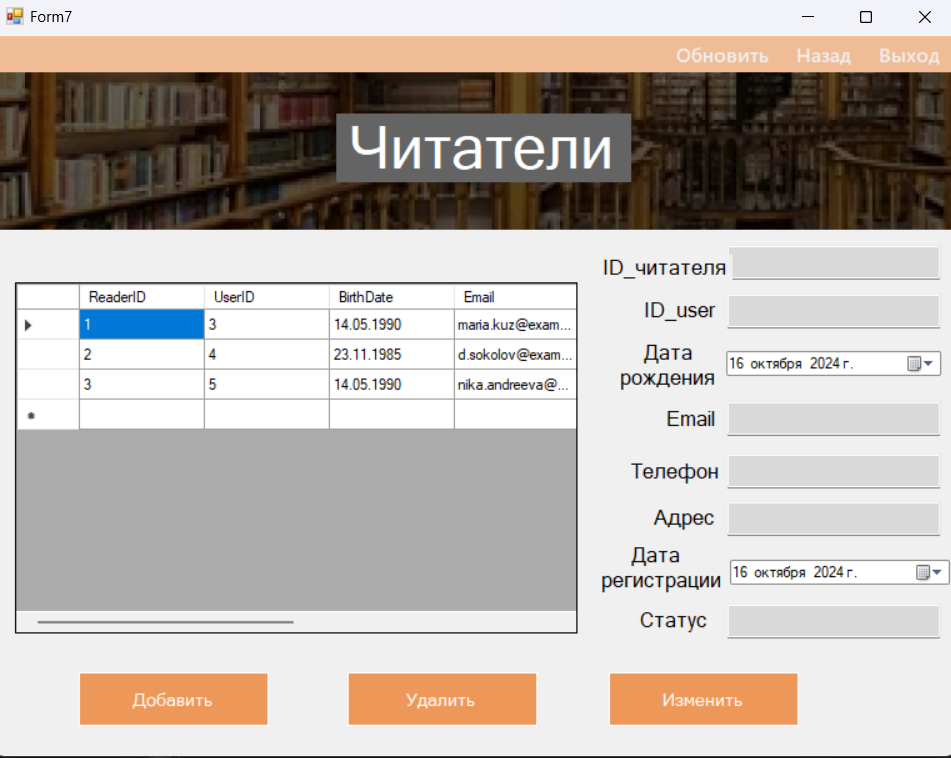 Form7
Обновить Назад Выход
Читатели
ID_читателя
ReaderID UserID BirthDate Email
ID_user
1 3 14.05.1990 maria.kuz@exam...
2 4 23.11.1985 d.sokolov@exam...
3 5 14.05.1990 nika.andreeva@...
Дата
рождения
16 октября 2024 г.
Email
Телефон
Адрес
Дата
регистрации
16 октября 2024 г.
Статус
Добавить Удалить Изменить